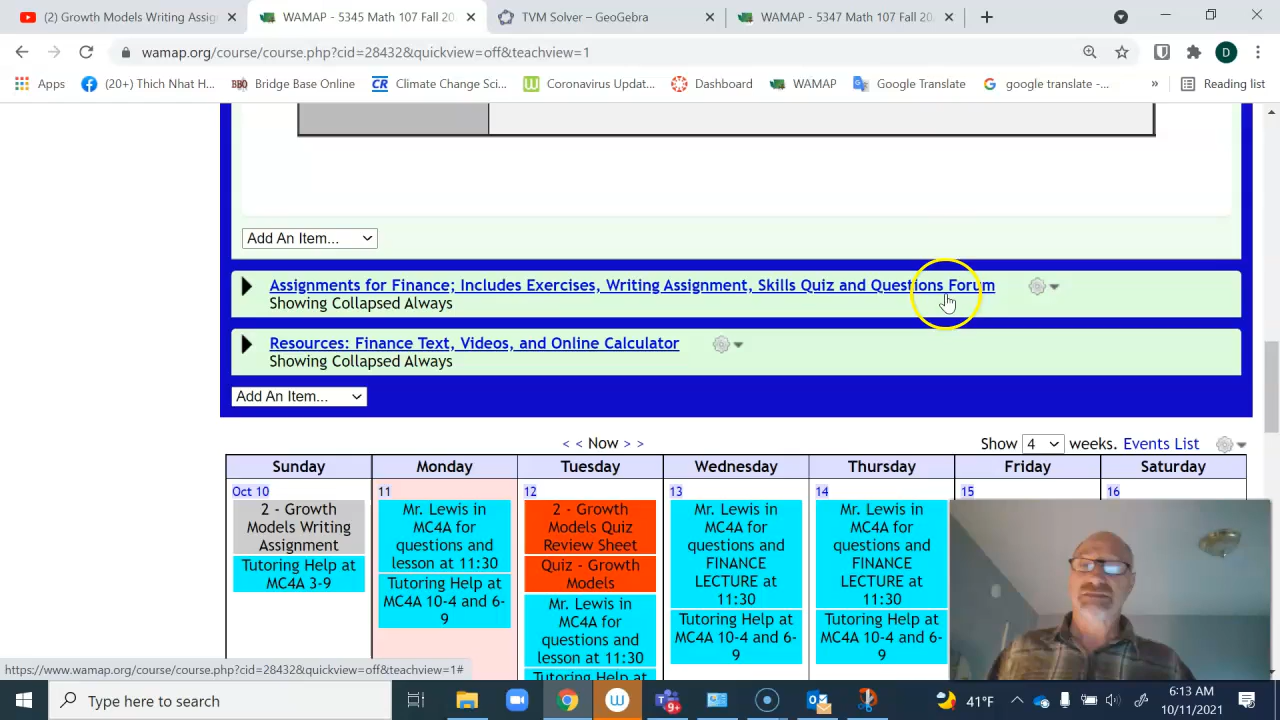 (2) Growth Models Writing Assig
WAMAP - 5345 Math 107 Fall 20
TVM Solver – GeoGebra
WAMAP - 5347 Math 107 Fall 20
wamap.org/course/course.php?cid=28432&quickview=off&teachview=1
D
Apps
(20+) Thich Nhat H...
BBO
Bridge Base Online
CR
Climate Change Sci...
Coronavirus Updat...
Dashboard
WAMAP
Google Translate
google translate -...
»
Reading list
Add An Item...
Assignments for Finance; Includes Exercises, Writing Assignment, Skills Quiz and Questions Forum
Showing Collapsed Always
Resources: Finance Text, Videos, and Online Calculator
Showing Collapsed Always
Add An Item...
< < Now > >
Show 4 weeks. Events List
Sunday
Monday
Tuesday
Wednesday
Thursday
Friday
Saturday
Oct 10
2 - Growth
Models Writing
Assignment
Tutoring Help at
MC4A 3-9
11
Mr. Lewis in
MC4A for
questions and
lesson at 11:30
Tutoring Help at
MC4A 10-4 and 6-
9
12
2 - Growth
Models Quiz
Review Sheet
Quiz - Growth
Models
Mr. Lewis in
MC4A for
questions and
lesson at 11:30
Tutoring Help at
13
Mr. Lewis in
MC4A for
questions and
FINANCE
LECTURE at
11:30
Tutoring Help at
MC4A 10-4 and 6-
9
14
Mr. Lewis in
MC4A for
questions and
FINANCE
LECTURE at
11:30
Tutoring Help at
MC4A 10-4 and 6-
9
15
16
https://www.wamap.org/course/course.php?cid=28432&quickview=off&teachview=1#
Type here to search
9+
41°F
6:13 AM
10/11/2021